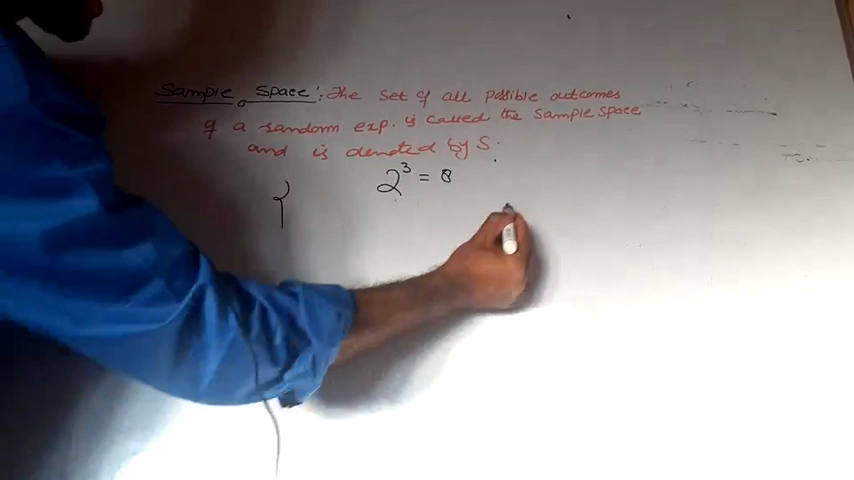 Sample Space: The set of all possible outcomes
of a random exp. is called the Sample Space
and is denoted by S.
2³ = 8
{